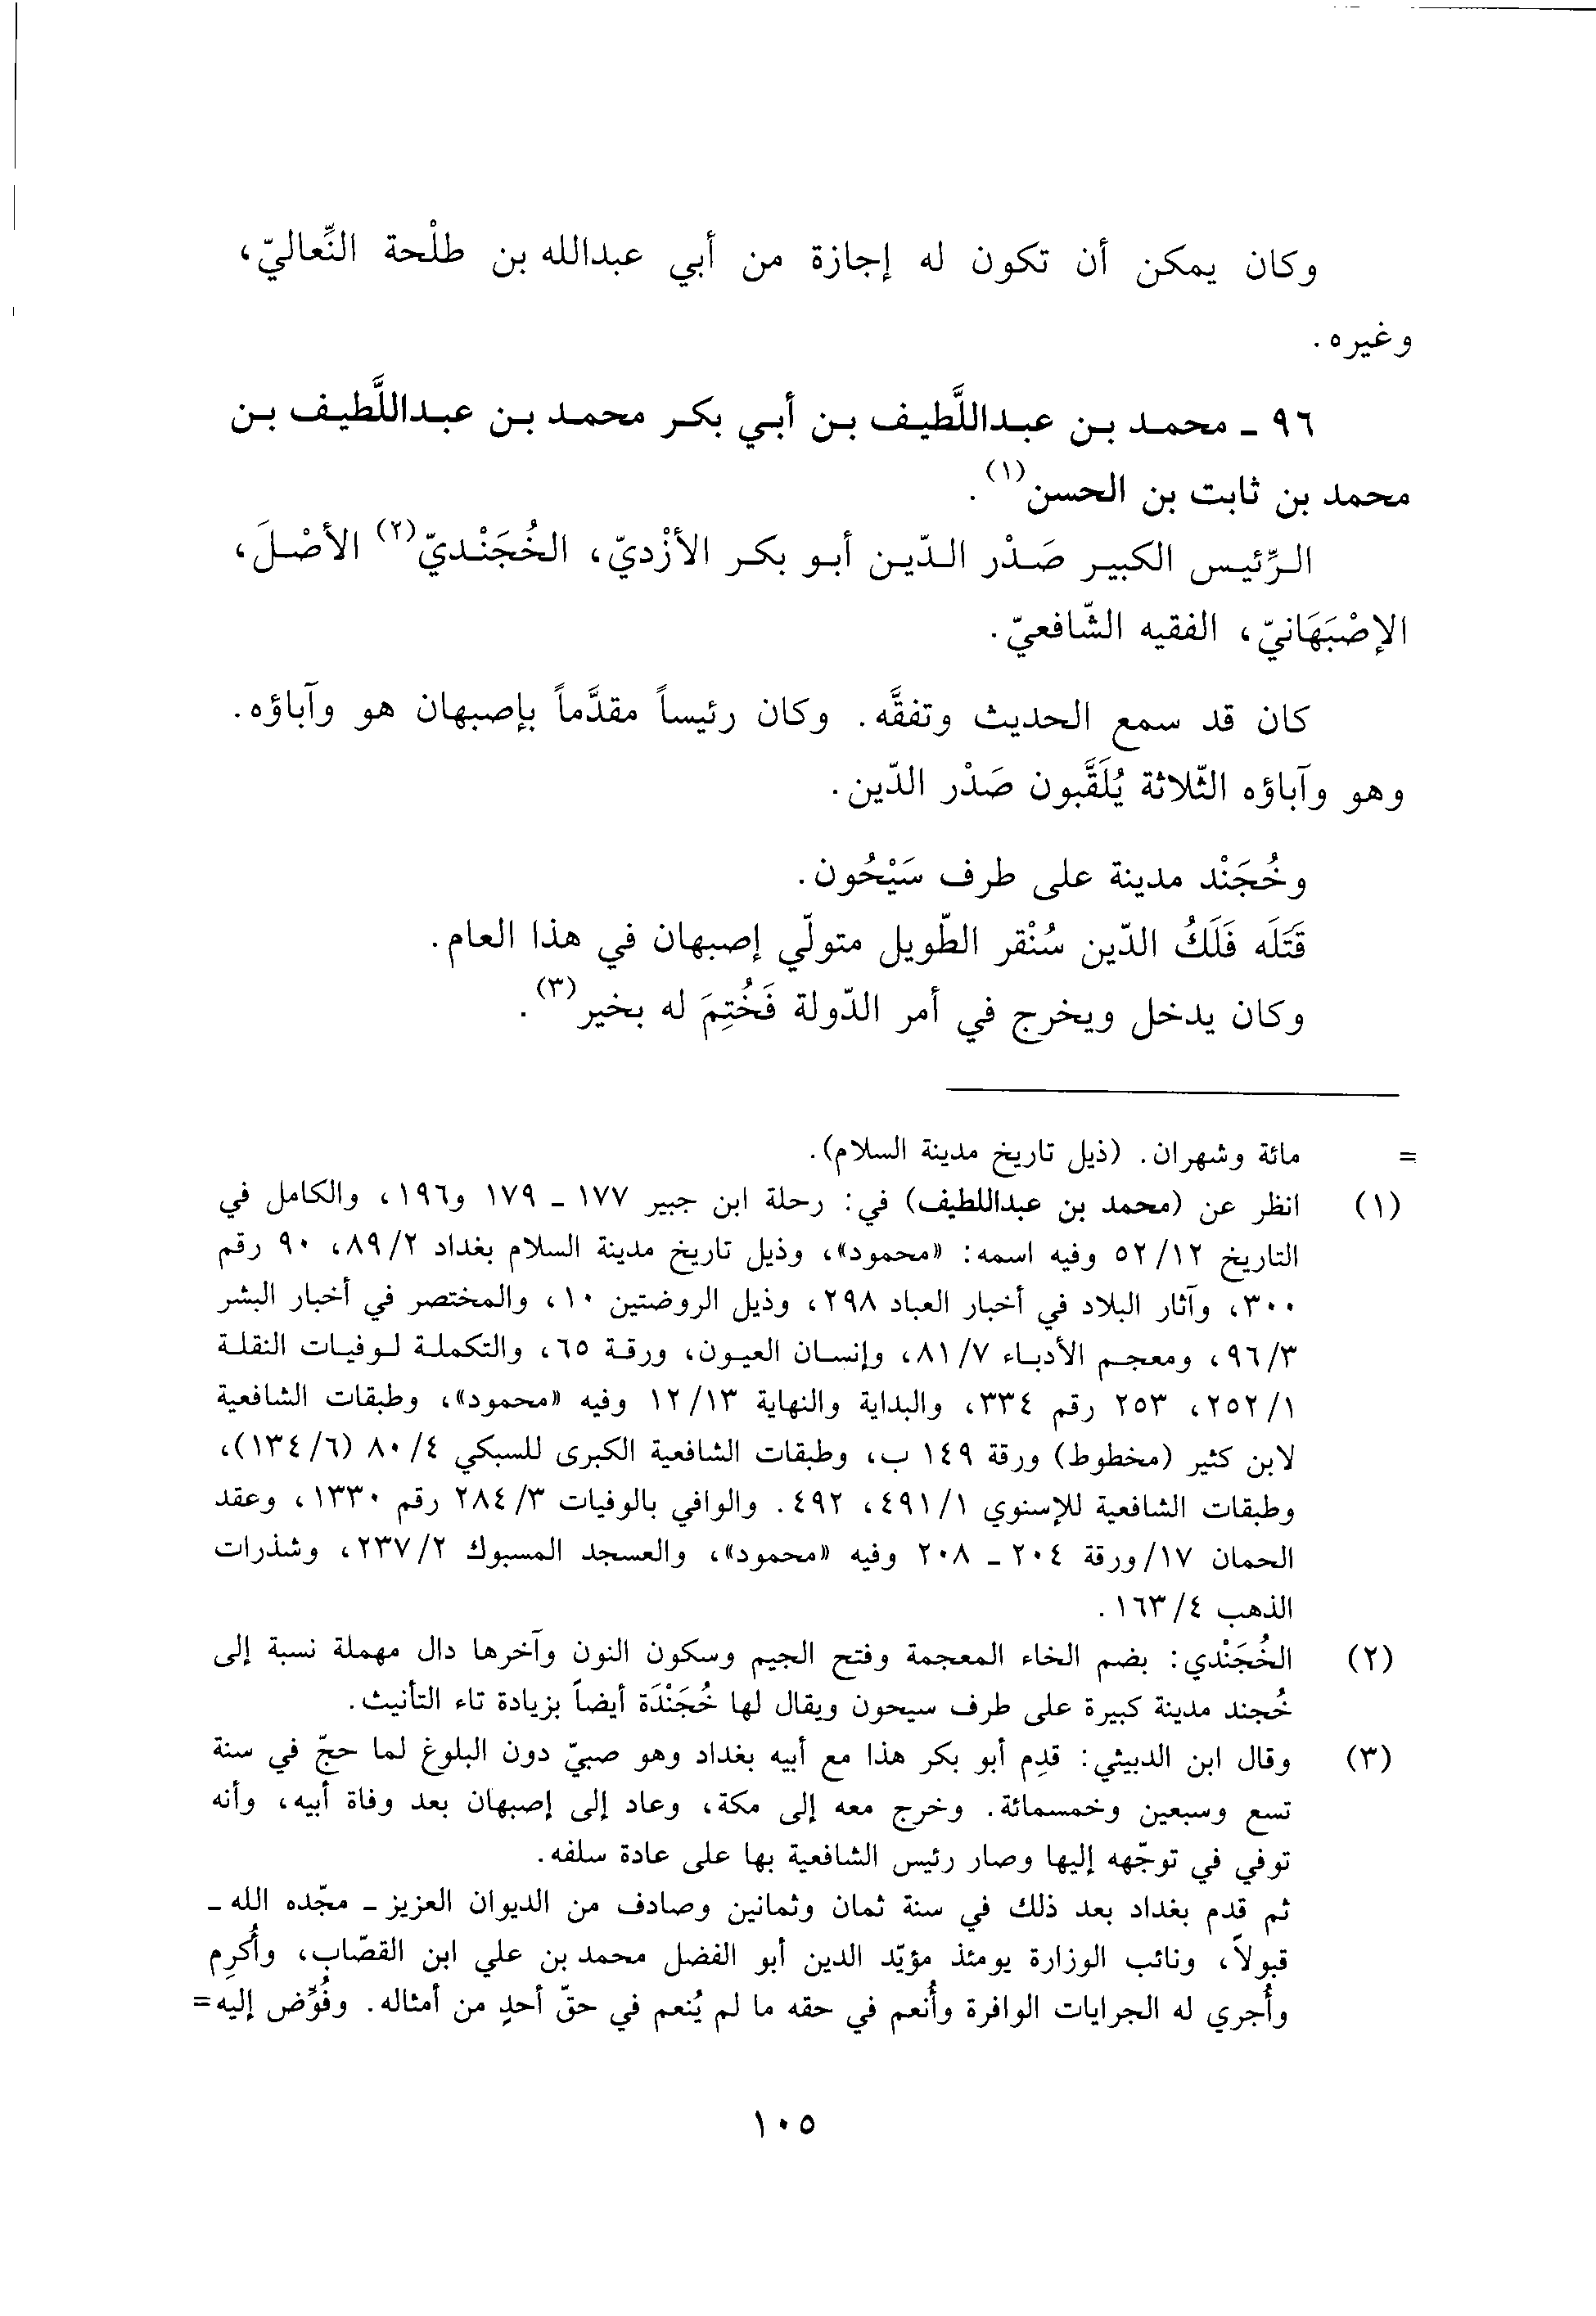 وكان يمكن أن تكون له إجازة من أبي عبدالله بن طلْحة النِّعاليّ،
وغيره.
٩٦ ـ محمد بن عبداللَّطيف بن أبي بكر محمد بن عبداللَّطيف بن
محمد بن ثابت بن الحسن(١).
الرِّئيس الكبير صَدْر الدّين أبو بكر الأزْديّ، الخُجَنْديّ(٢) الأصْلَ،
الإصْبَهَانيّ، الفقيه الشّافعيّ.
كان قد سمع الحديث وتفقَّه. وكان رئيساً مقدَّماً بإصبهان هو وآباؤه.
وهو وآباؤه الثّلاثة يُلَقَّبون صَدْر الدّين.
وخُجَنْد مدينة على طرف سَيْحُون.
قَتَلَه فَلَكُ الدّين سُنْقر الطّويل متولّي إصبهان في هذا العام.
وكان يدخل ويخرج في أمر الدّولة فَخُتِمَ له بخير(٣).
= مائة وشهران. (ذيل تاريخ مدينة السلام).
(١) انظر عن (محمد بن عبداللطيف) في: رحلة ابن جبير ١٧٧ ـ ١٧٩ و١٩٦، والكامل في
التاريخ ١٢/ ٥٢ وفيه اسمه: «محمود»، وذيل تاريخ مدينة السلام بغداد ٢/ ٨٩، ٩٠ رقم
٣٠٠، وآثار البلاد في أخبار العباد ٢٩٨، وذيل الروضتين ١٠، والمختصر في أخبار البشر
٣/ ٩٦، ومعجم الأدباء ٧/ ٨١، وإنسان العيون، ورقة ٦٥، والتكملة لوفيات النقلة
١/ ٢٥٢، ٢٥٣ رقم ٣٣٤، والبداية والنهاية ١٣/ ١٢ وفيه «محمود»، وطبقات الشافعية
لابن كثير (مخطوط) ورقة ١٤٩ ب، وطبقات الشافعية الكبرى للسبكي ٤/ ٨٠ (٦/ ١٣٤)،
وطبقات الشافعية للإسنوي ١/ ٤٩١، ٤٩٢. والوافي بالوفيات ٣/ ٢٨٤ رقم ١٣٣٠، وعقد
الحمان ١٧/ ورقة ٢٠٤ ـ ٢٠٨ وفيه «محمود»، والعسجد المسبوك ٢/ ٢٣٧، وشذرات
الذهب ٤/ ١٦٣.
(٢) الخُجَنْدي: بضم الخاء المعجمة وفتح الجيم وسكون النون وآخرها دال مهملة نسبة إلى
خُجند مدينة كبيرة على طرف سيحون ويقال لها خُجَنْدَة أيضاً بزيادة تاء التأنيث.
(٣) وقال ابن الدبيثي: قدِم أبو بكر هذا مع أبيه بغداد وهو صبيّ دون البلوغ لما حجّ في سنة
تسع وسبعين وخمسمائة. وخرج معه إلى مكة، وعاد إلى إصبهان بعد وفاة أبيه، وأنه
توفي في توجّهه إليها وصار رئيس الشافعية بها على عادة سلفه.
ثم قدم بغداد بعد ذلك في سنة ثمان وثمانين وصادف من الديوان العزيز ـ مجّده الله ـ
قبولاً، ونائب الوزارة يومئذ مؤيّد الدين أبو الفضل محمد بن علي ابن القصّاب، وأُكرِم
وأُجري له الجرايات الوافرة وأُنعم في حقه ما لم يُنعم في حقّ أحدٍ من أمثاله. وفُوِّض إليه=
١٠٥